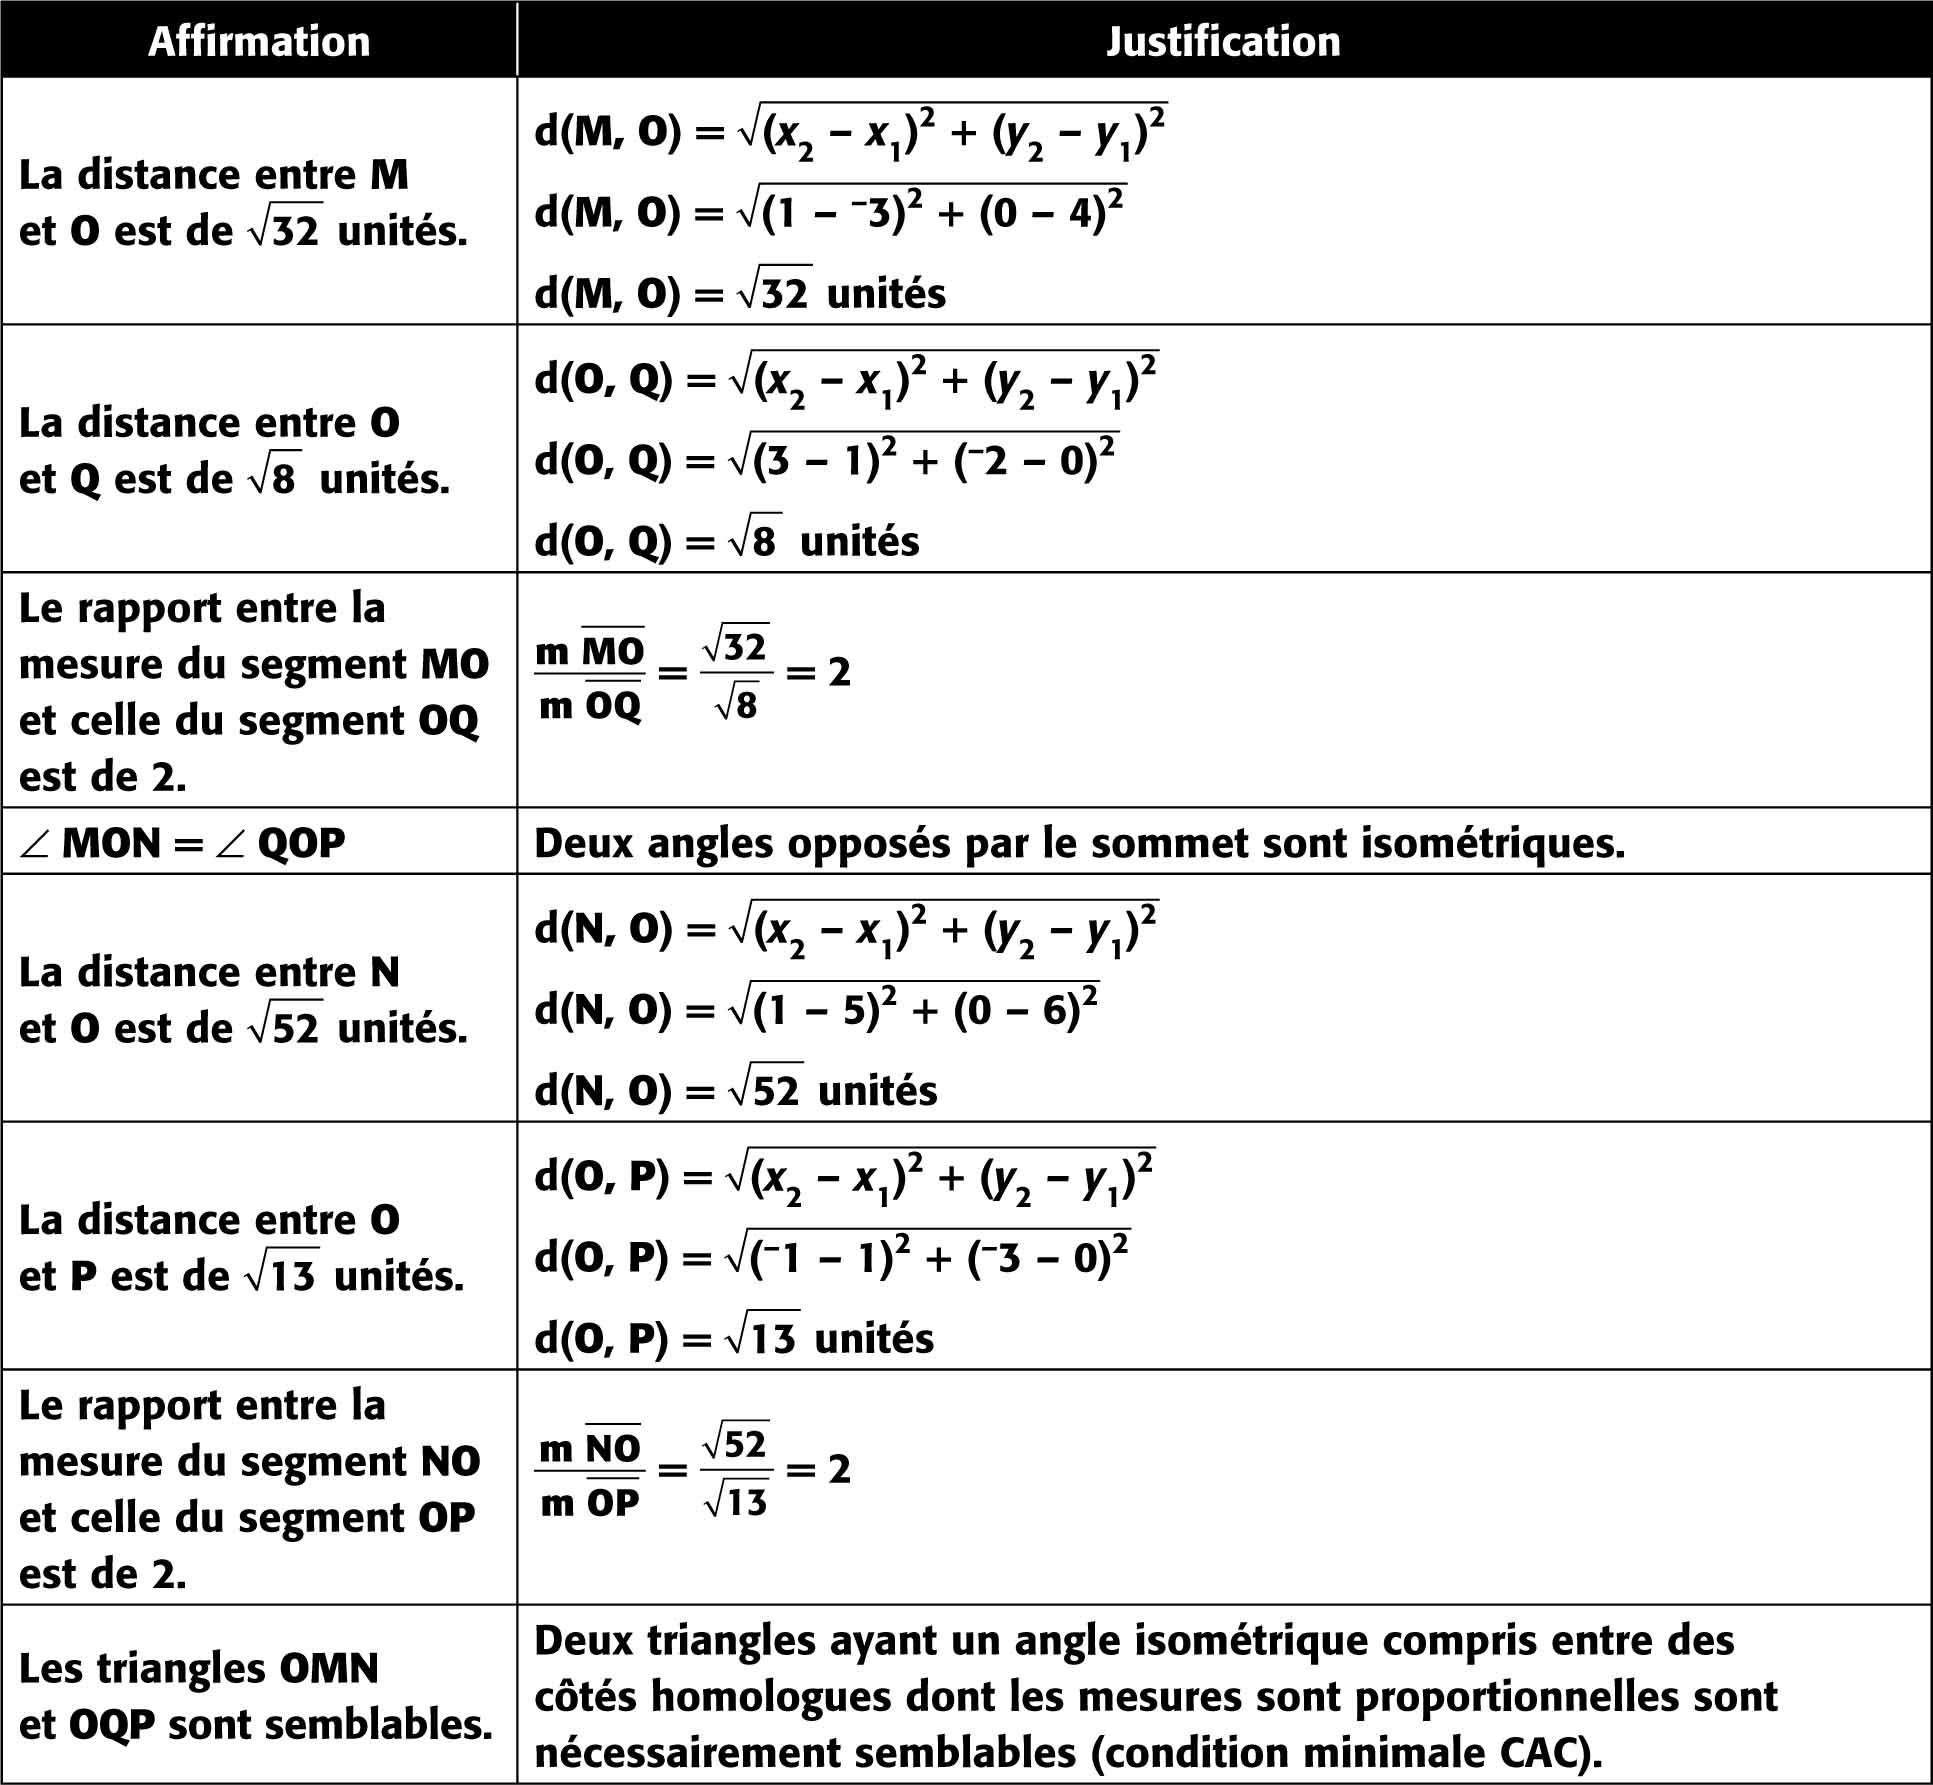 Affirmation
Justification
La distance entre M
et O est de √32 unités.
d(M, O) = √((x₂ – x₁)² + (y₂ – y₁)²)
d(M, O) = √((1 – ⁻3)² + (0 – 4)²)
d(M, O) = √32 unités
La distance entre O
et Q est de √8 unités.
d(O, Q) = √((x₂ – x₁)² + (y₂ – y₁)²)
d(O, Q) = √((3 – 1)² + (⁻2 – 0)²)
d(O, Q) = √8 unités
Le rapport entre la
mesure du segment MO
et celle du segment OQ
est de 2.
m M̅O̅ / m O̅Q̅ = √32 / √8 = 2
∠ MON = ∠ QOP
Deux angles opposés par le sommet sont isométriques.
La distance entre N
et O est de √52 unités.
d(N, O) = √((x₂ – x₁)² + (y₂ – y₁)²)
d(N, O) = √((1 – 5)² + (0 – 6)²)
d(N, O) = √52 unités
La distance entre O
et P est de √13 unités.
d(O, P) = √((x₂ – x₁)² + (y₂ – y₁)²)
d(O, P) = √((⁻1 – 1)² + (⁻3 – 0)²)
d(O, P) = √13 unités
Le rapport entre la
mesure du segment NO
et celle du segment OP
est de 2.
m N̅O̅ / m O̅P̅ = √52 / √13 = 2
Les triangles OMN
et OQP sont semblables.
Deux triangles ayant un angle isométrique compris entre des
côtés homologues dont les mesures sont proportionnelles sont
nécessairement semblables (condition minimale CAC).